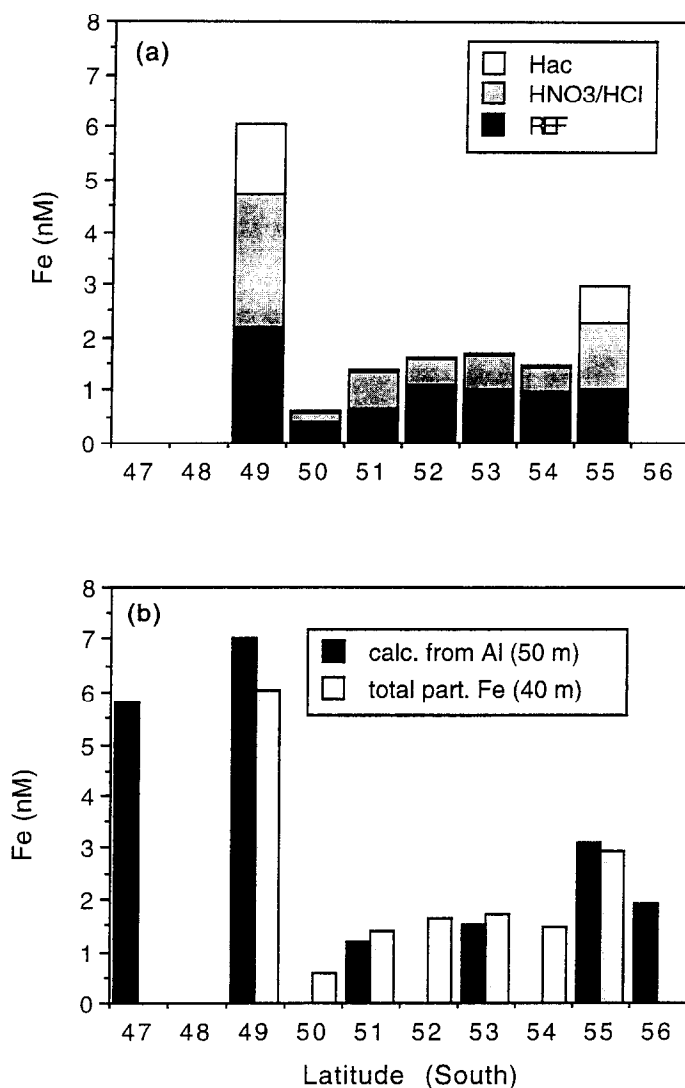 (a)
Hac
HNO3/HCl
REF
Fe (nM)
8
7
6
5
4
3
2
1
0
47 48 49 50 51 52 53 54 55 56
(b)
calc. from Al (50 m)
total part. Fe (40 m)
Fe (nM)
8
7
6
5
4
3
2
1
0
47 48 49 50 51 52 53 54 55 56
Latitude (South)